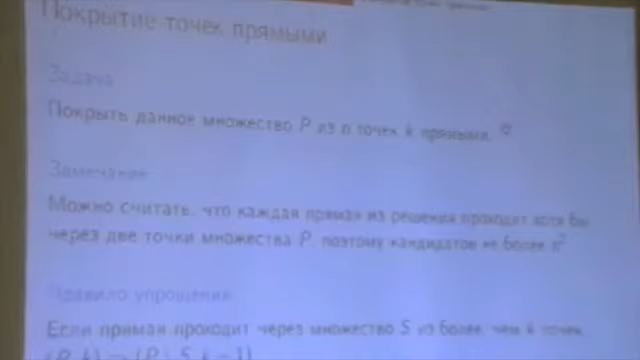 Покрытие точек прямыми
Задача
Покрыть данное множество P из n точек k прямыми.
Замечание
Можно считать, что каждая прямая из решения проходит хотя бы
через две точки множества P, поэтому кандидатов не более n²
Правило упрощения
Если прямая проходит через множество S из более, чем k точек,
(P, k) → (P \ S, k − 1)